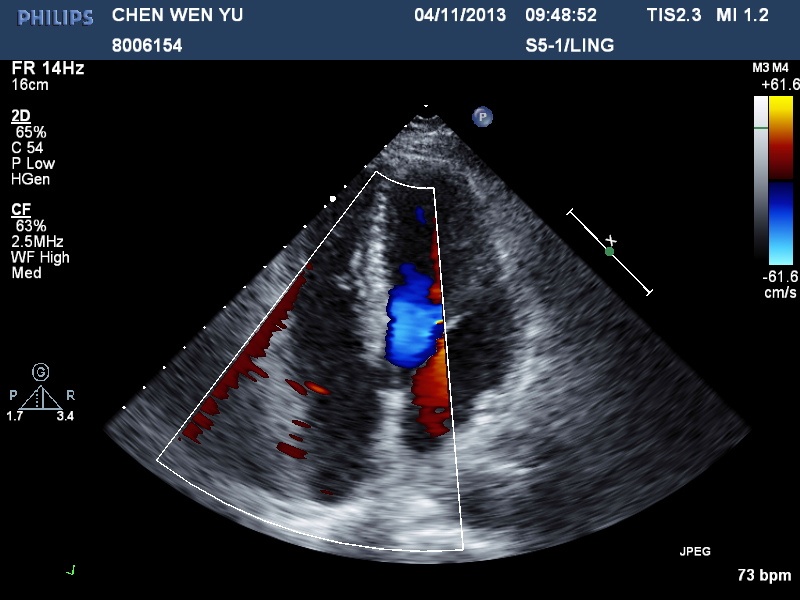 PHILIPS CHEN WEN YU 04/11/2013 09:48:52 TIS2.3 MI 1.2
8006154 S5-1/LING
FR 14Hz
16cm
2D
65%
C 54
P Low
HGen
CF
63%
2.5MHz
WF High
Med
P
M3 M4
+61.6
-61.6
cm/s
X
G
P R
1.7 3.4
JPEG
73 bpm